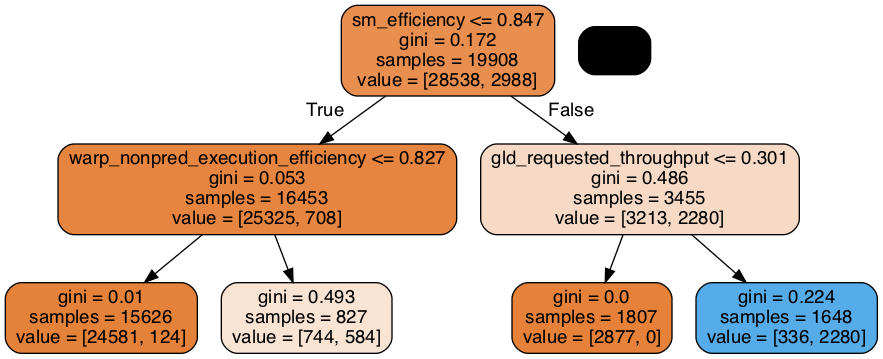 sm_efficiency <= 0.847
gini = 0.172
samples = 19908
value = [28538, 2988]
True
False
warp_nonpred_execution_efficiency <= 0.827
gini = 0.053
samples = 16453
value = [25325, 708]
gld_requested_throughput <= 0.301
gini = 0.486
samples = 3455
value = [3213, 2280]
gini = 0.01
samples = 15626
value = [24581, 124]
gini = 0.493
samples = 827
value = [744, 584]
gini = 0.0
samples = 1807
value = [2877, 0]
gini = 0.224
samples = 1648
value = [336, 2280]